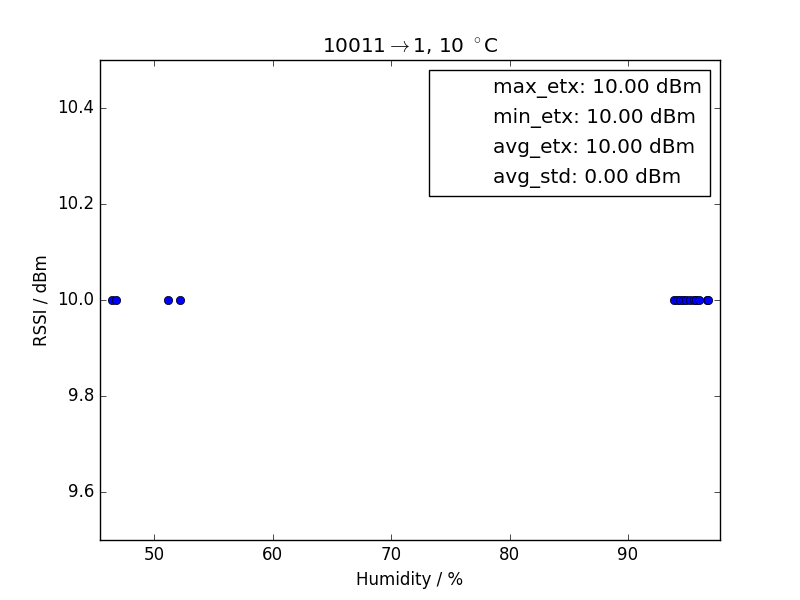 10011→1, 10 °C
max_etx: 10.00 dBm
min_etx: 10.00 dBm
avg_etx: 10.00 dBm
avg_std: 0.00 dBm
10.4
10.2
10.0
9.8
9.6
RSSI / dBm
50 60 70 80 90
Humidity / %